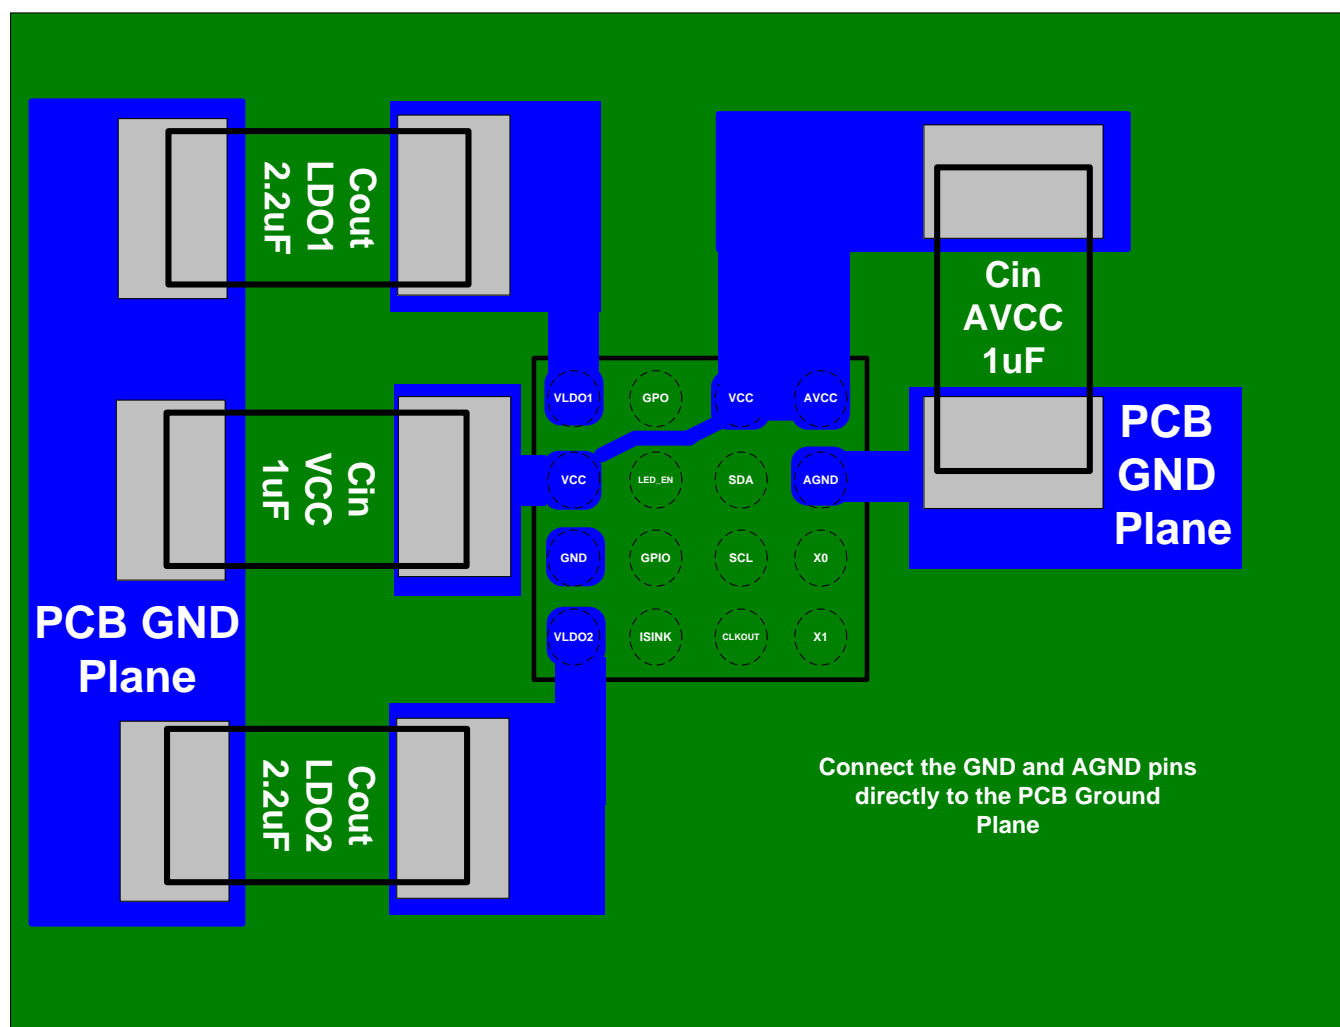 Cout
LDO1
2.2uF
Cin
AVCC
1uF
VLDO1
GPO
VCC
AVCC
PCB
GND
Plane
Cin
VCC
1uF
VCC
LED_EN
SDA
AGND
GND
GPIO
SCL
X0
PCB GND
Plane
VLDO2
ISINK
CLKOUT
X1
Cout
LDO2
2.2uF
Connect the GND and AGND pins
directly to the PCB Ground
Plane